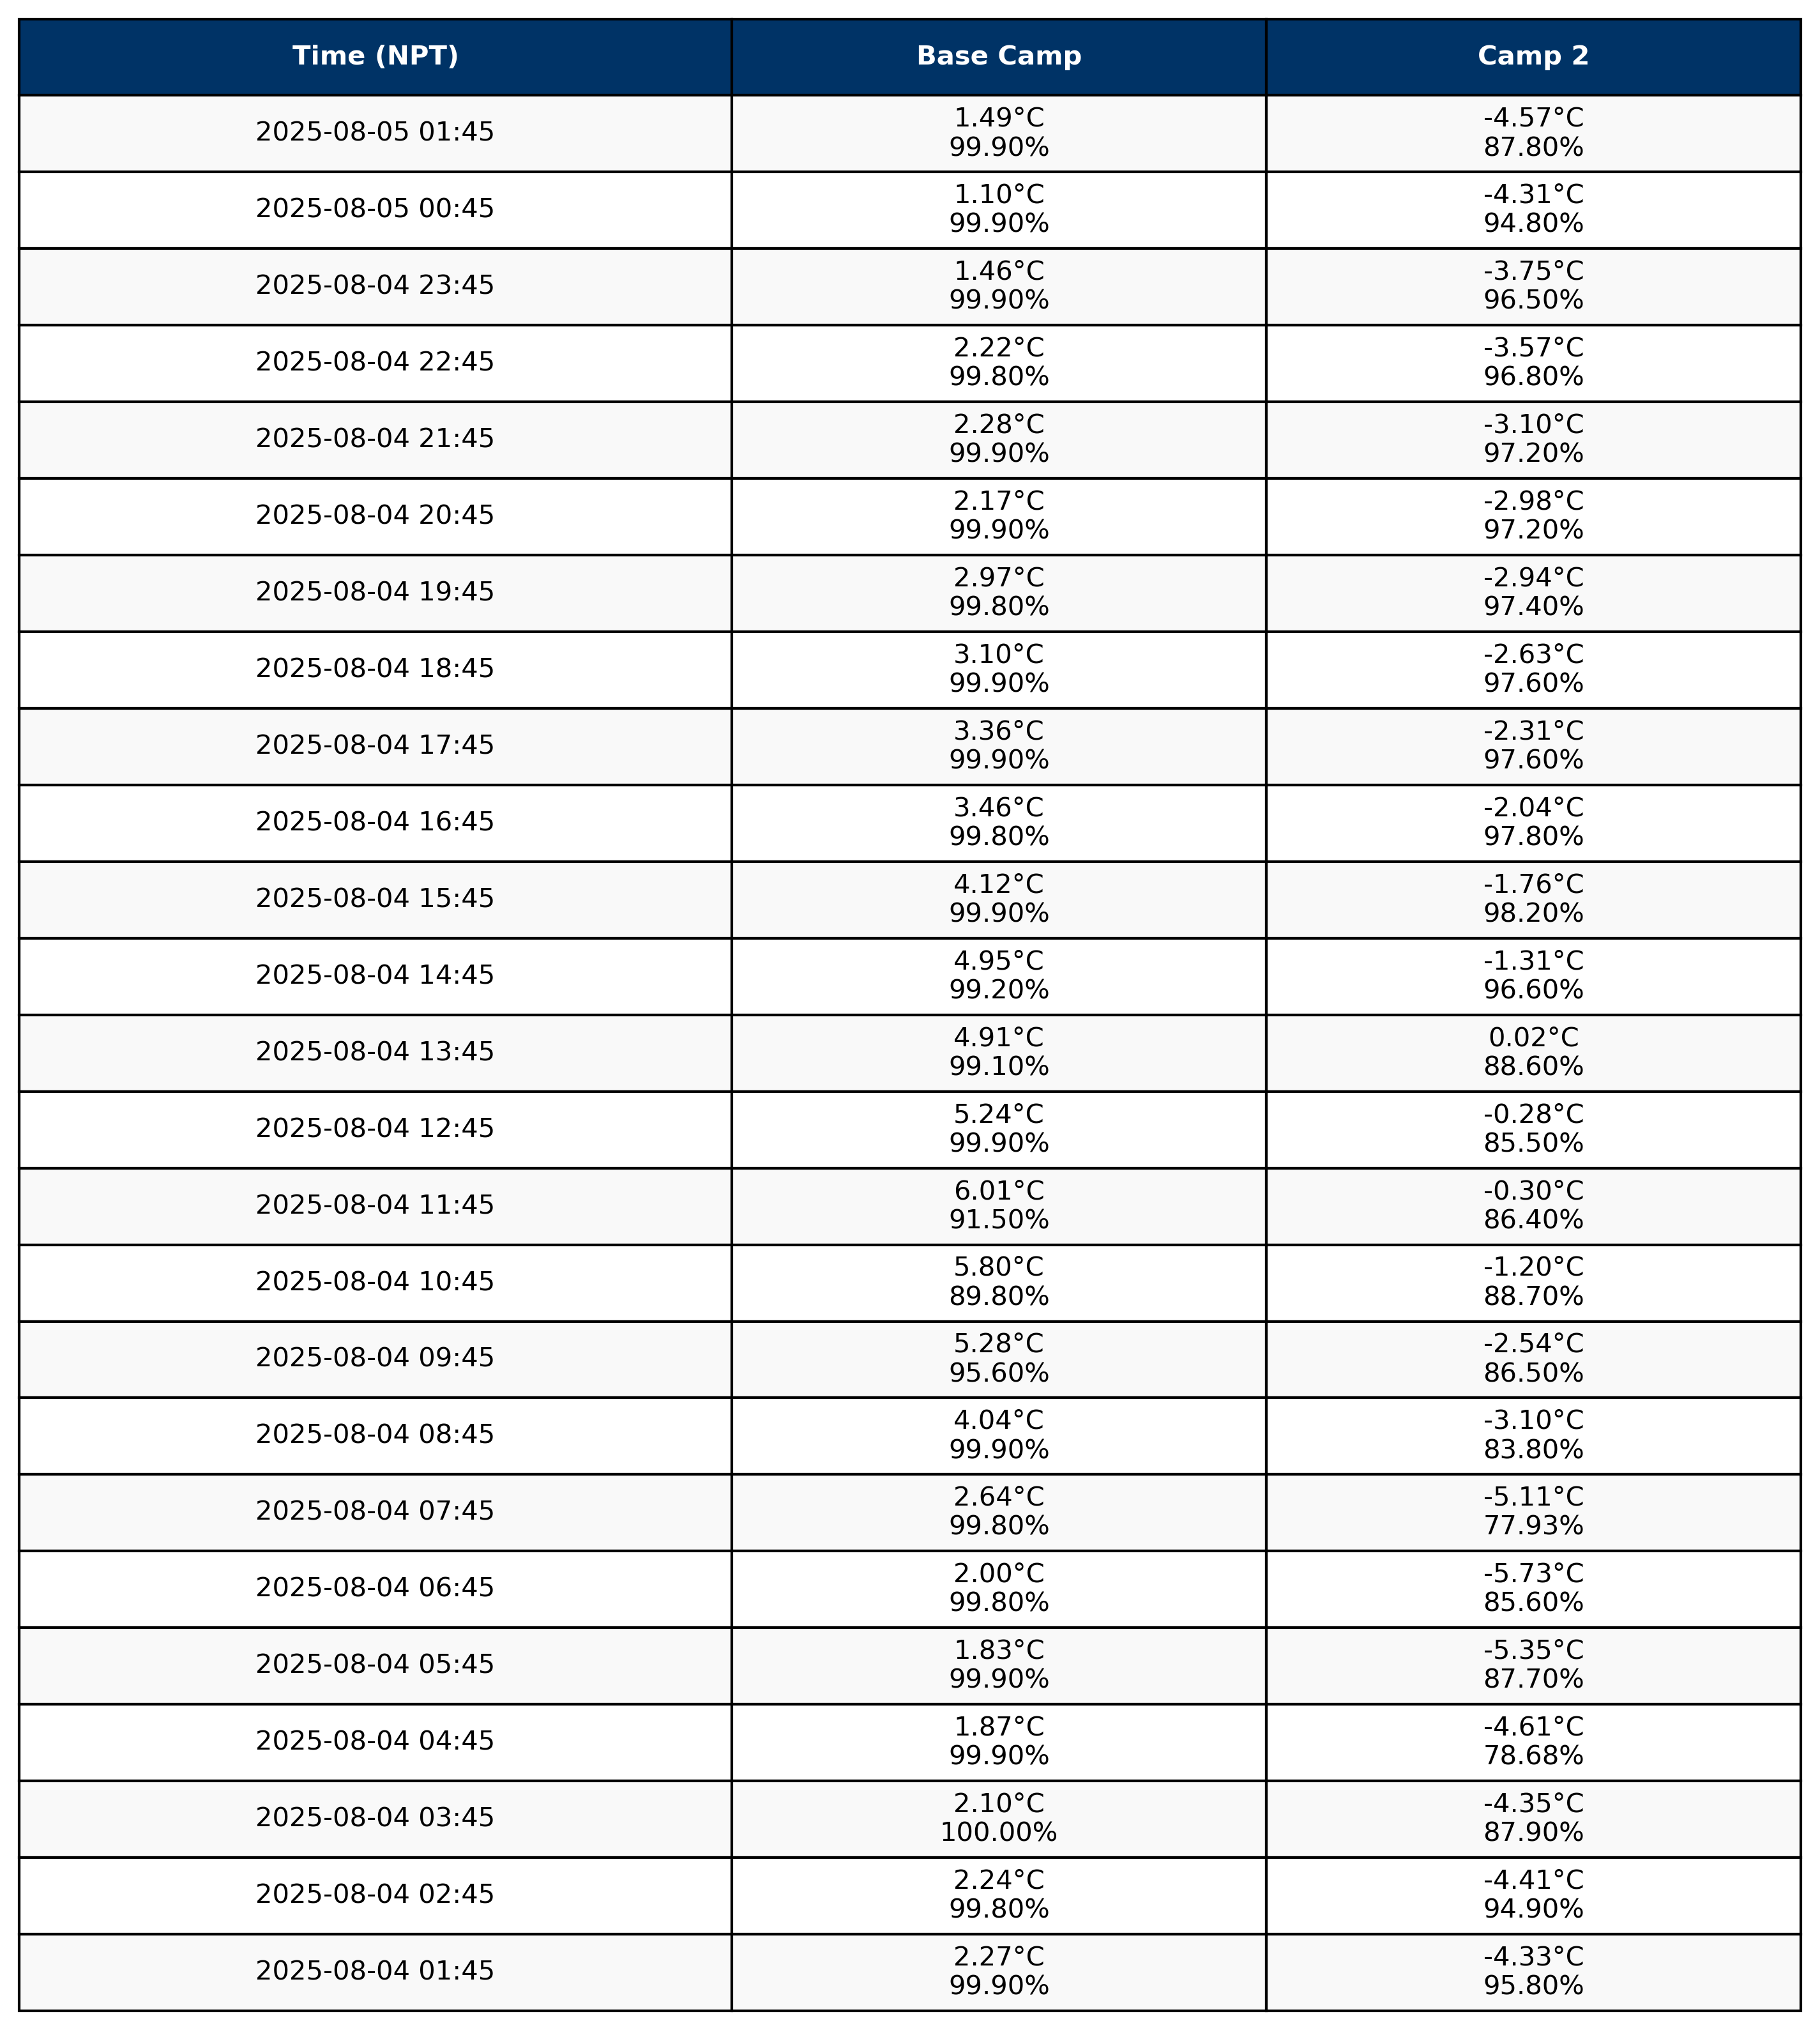 Time (NPT) Base Camp Camp 2
2025-08-05 01:45
1.49°C
99.90%
-4.57°C
87.80%
2025-08-05 00:45
1.10°C
99.90%
-4.31°C
94.80%
2025-08-04 23:45
1.46°C
99.90%
-3.75°C
96.50%
2025-08-04 22:45
2.22°C
99.80%
-3.57°C
96.80%
2025-08-04 21:45
2.28°C
99.90%
-3.10°C
97.20%
2025-08-04 20:45
2.17°C
99.90%
-2.98°C
97.20%
2025-08-04 19:45
2.97°C
99.80%
-2.94°C
97.40%
2025-08-04 18:45
3.10°C
99.90%
-2.63°C
97.60%
2025-08-04 17:45
3.36°C
99.90%
-2.31°C
97.60%
2025-08-04 16:45
3.46°C
99.80%
-2.04°C
97.80%
2025-08-04 15:45
4.12°C
99.90%
-1.76°C
98.20%
2025-08-04 14:45
4.95°C
99.20%
-1.31°C
96.60%
2025-08-04 13:45
4.91°C
99.10%
0.02°C
88.60%
2025-08-04 12:45
5.24°C
99.90%
-0.28°C
85.50%
2025-08-04 11:45
6.01°C
91.50%
-0.30°C
86.40%
2025-08-04 10:45
5.80°C
89.80%
-1.20°C
88.70%
2025-08-04 09:45
5.28°C
95.60%
-2.54°C
86.50%
2025-08-04 08:45
4.04°C
99.90%
-3.10°C
83.80%
2025-08-04 07:45
2.64°C
99.80%
-5.11°C
77.93%
2025-08-04 06:45
2.00°C
99.80%
-5.73°C
85.60%
2025-08-04 05:45
1.83°C
99.90%
-5.35°C
87.70%
2025-08-04 04:45
1.87°C
99.90%
-4.61°C
78.68%
2025-08-04 03:45
2.10°C
100.00%
-4.35°C
87.90%
2025-08-04 02:45
2.24°C
99.80%
-4.41°C
94.90%
2025-08-04 01:45
2.27°C
99.90%
-4.33°C
95.80%